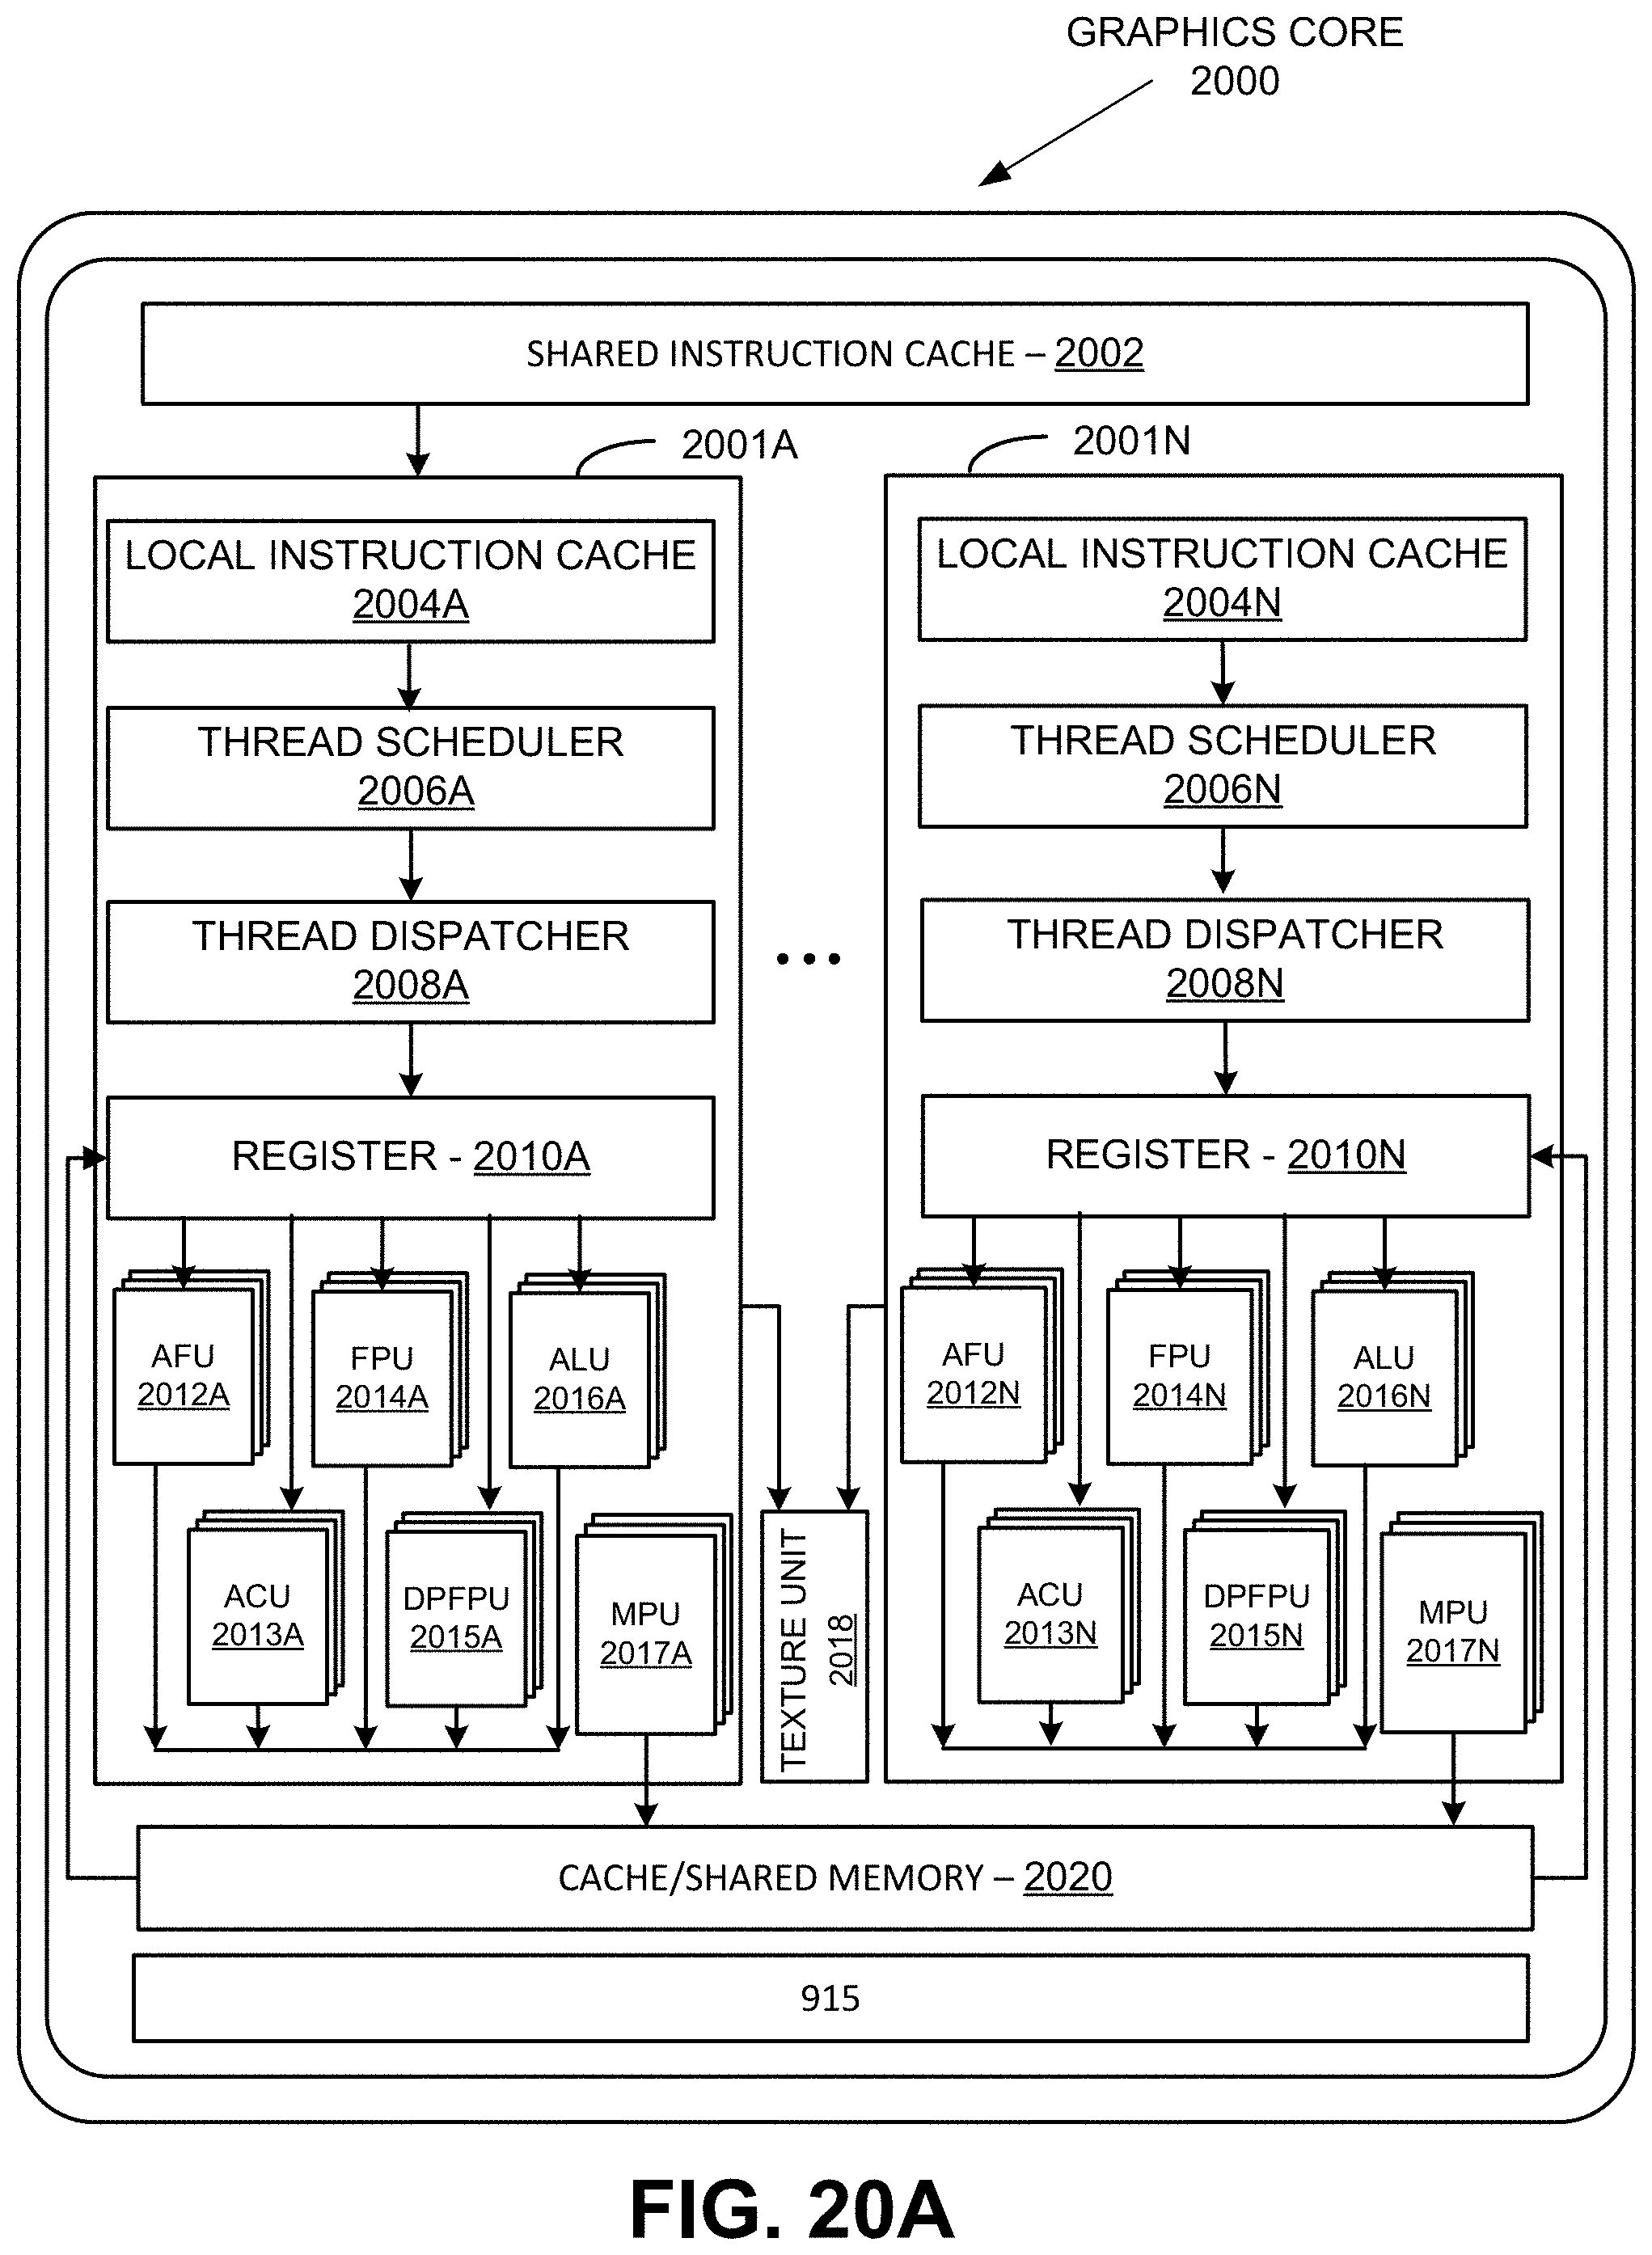 GRAPHICS CORE
2000
SHARED INSTRUCTION CACHE – 2002
2001A
2001N
LOCAL INSTRUCTION CACHE
2004A
THREAD SCHEDULER
2006A
THREAD DISPATCHER
2008A
REGISTER - 2010A
AFU
2012A
FPU
2014A
ALU
2016A
ACU
2013A
DPFPU
2015A
MPU
2017A
...
TEXTURE UNIT
2018
LOCAL INSTRUCTION CACHE
2004N
THREAD SCHEDULER
2006N
THREAD DISPATCHER
2008N
REGISTER - 2010N
AFU
2012N
FPU
2014N
ALU
2016N
ACU
2013N
DPFPU
2015N
MPU
2017N
CACHE/SHARED MEMORY – 2020
915
FIG. 20A